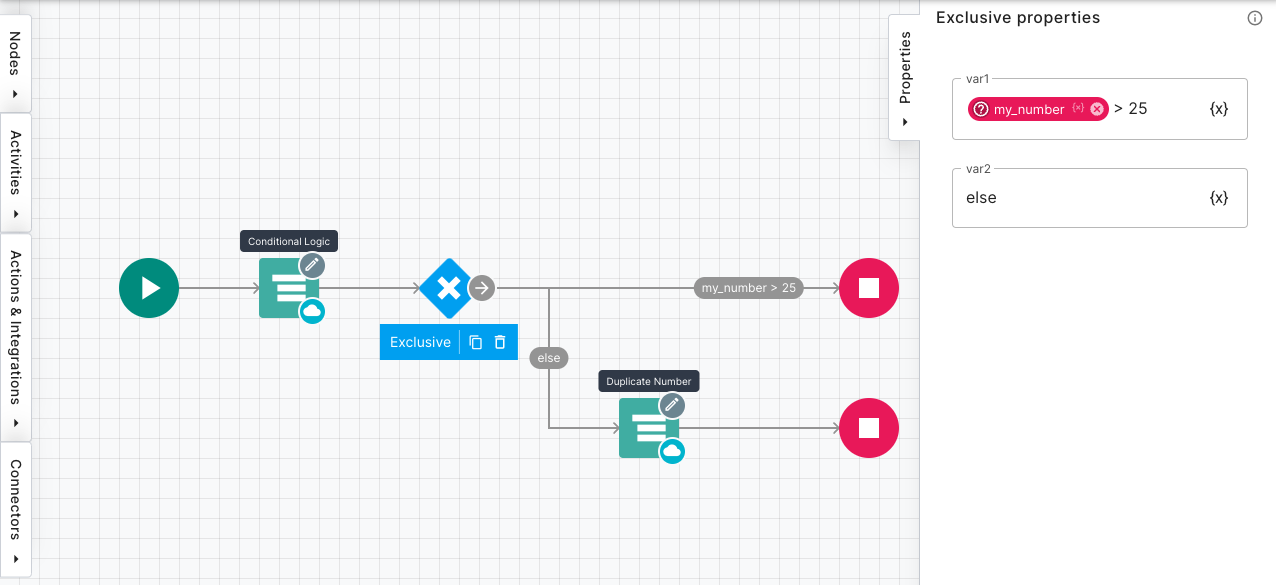 Nodes
Activities
Actions & Integrations
Connectors
Conditional Logic
Exclusive
my_number > 25
else
Duplicate Number
Properties
Exclusive properties
var1
my_number {x} > 25 {x}
var2
else {x}